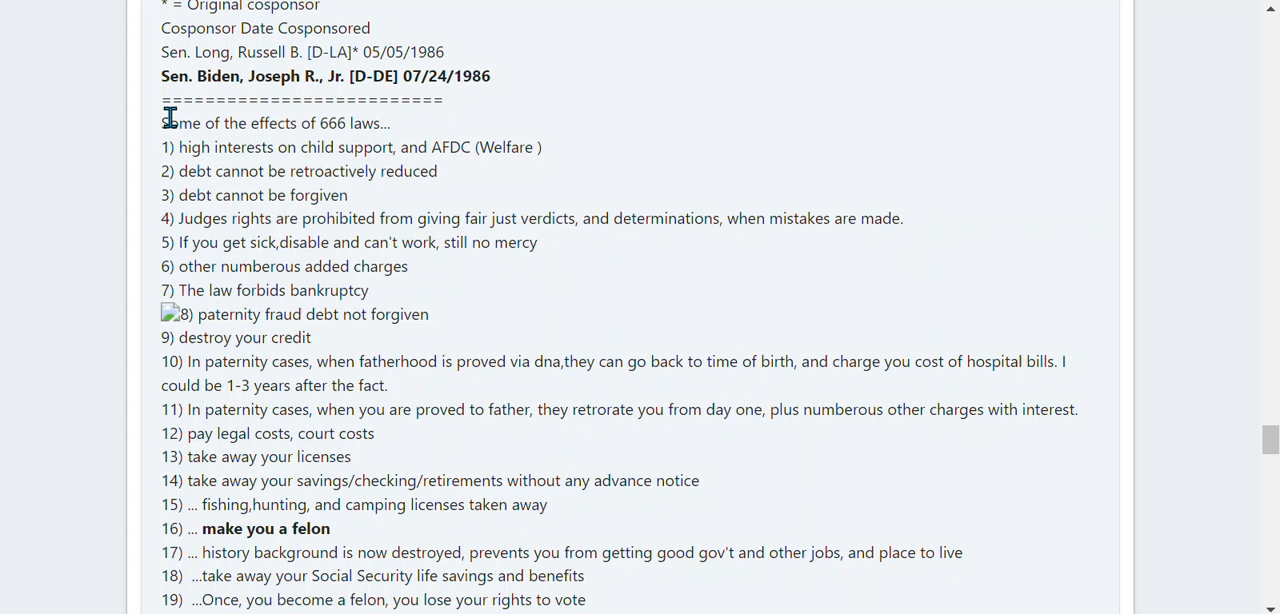 * = Original cosponsor
Cosponsor Date Cosponsored
Sen. Long, Russell B. [D-LA]* 05/05/1986
Sen. Biden, Joseph R., Jr. [D-DE] 07/24/1986
==========================
Some of the effects of 666 laws...
1) high interests on child support, and AFDC (Welfare )
2) debt cannot be retroactively reduced
3) debt cannot be forgiven
4) Judges rights are prohibited from giving fair just verdicts, and determinations, when mistakes are made.
5) If you get sick,disable and can't work, still no mercy
6) other numberous added charges
7) The law forbids bankruptcy
8) paternity fraud debt not forgiven
9) destroy your credit
10) In paternity cases, when fatherhood is proved via dna,they can go back to time of birth, and charge you cost of hospital bills. I
could be 1-3 years after the fact.
11) In paternity cases, when you are proved to father, they retrorate you from day one, plus numberous other charges with interest.
12) pay legal costs, court costs
13) take away your licenses
14) take away your savings/checking/retirements without any advance notice
15) ... fishing,hunting, and camping licenses taken away
16) ... make you a felon
17) ... history background is now destroyed, prevents you from getting good gov't and other jobs, and place to live
18) ...take away your Social Security life savings and benefits
19) ...Once, you become a felon, you lose your rights to vote